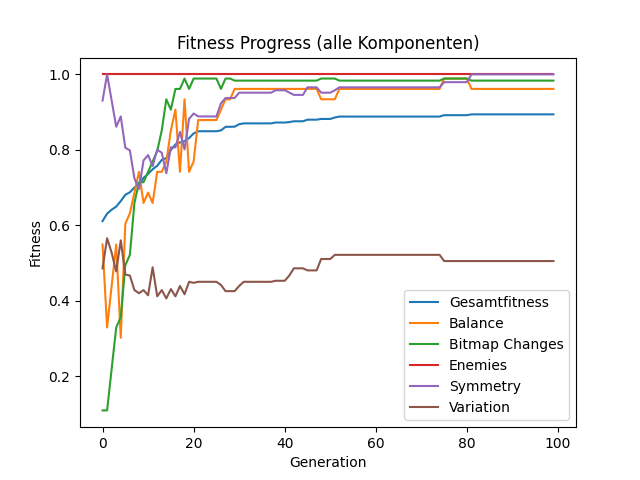 Fitness Progress (alle Komponenten)
1.0
0.8
0.6
0.4
0.2
Fitness
0 20 40 60 80 100
Generation
Gesamtfitness
Balance
Bitmap Changes
Enemies
Symmetry
Variation